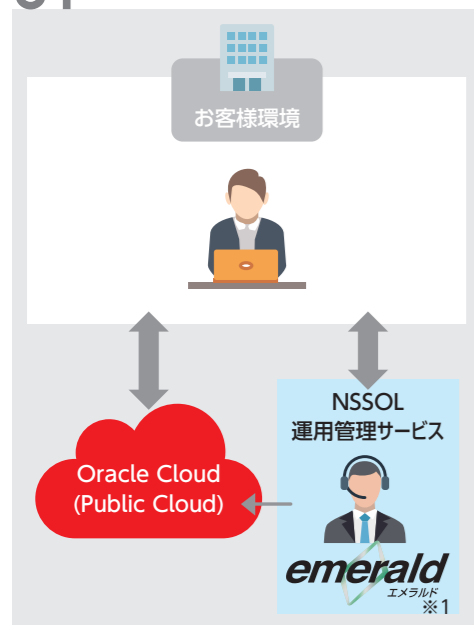 お客様環境
NSSOL
運用管理サービス
Oracle Cloud
(Public Cloud)
emerald
エメラルド
※1